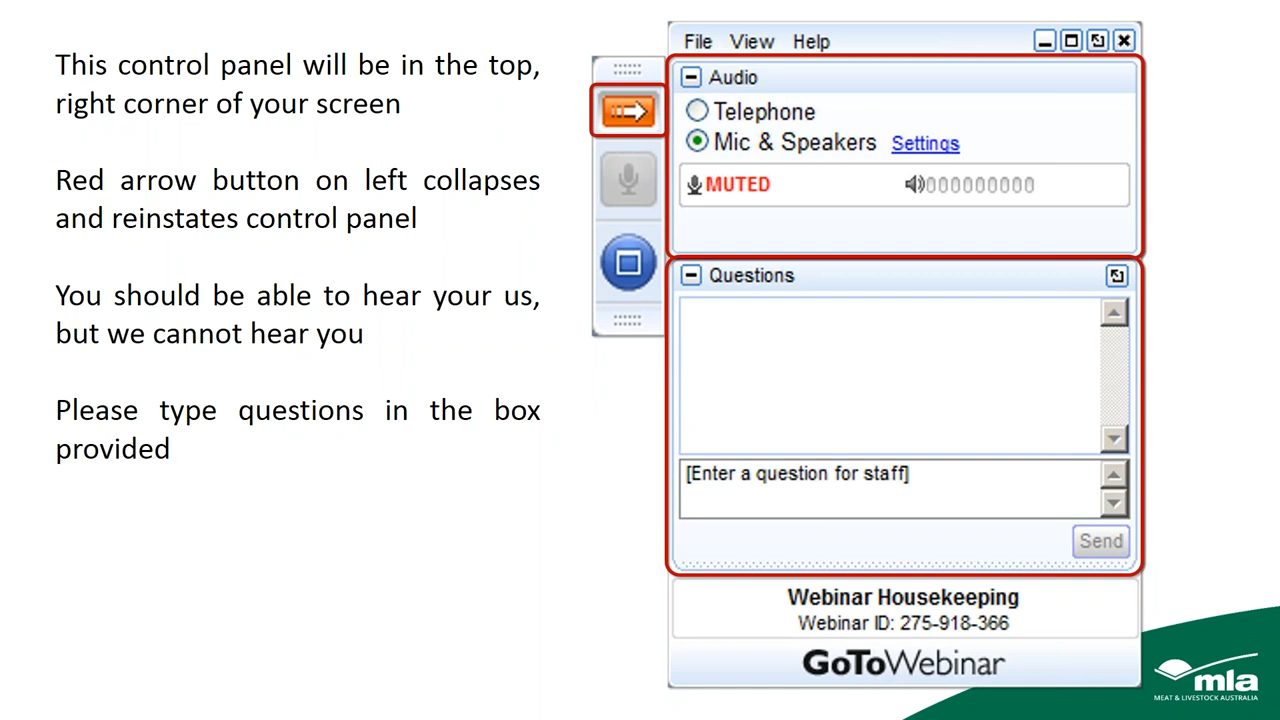 This control panel will be in the top,
right corner of your screen
Red arrow button on left collapses
and reinstates control panel
You should be able to hear your us,
but we cannot hear you
Please type questions in the box
provided
File View Help
Audio
Telephone
Mic & Speakers Settings
MUTED 000000000
Questions
[Enter a question for staff]
Send
Webinar Housekeeping
Webinar ID: 275-918-366
GoToWebinar
mla
MEAT & LIVESTOCK AUSTRALIA